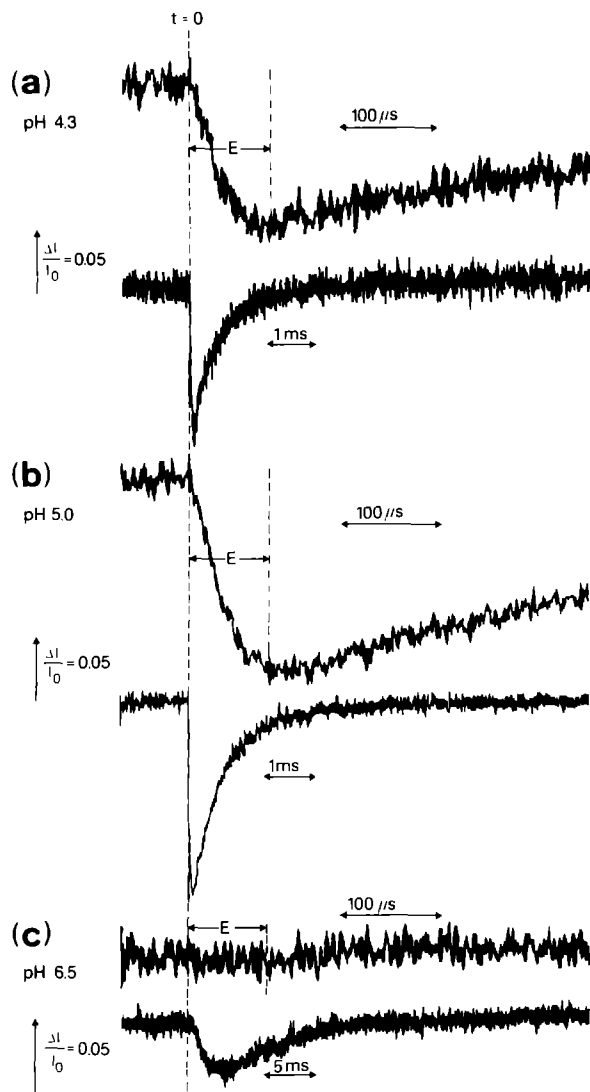 t = 0
(a)
pH 4.3
100 μs
E
ΔI/I₀ = 0.05
1 ms
(b)
pH 5.0
100 μs
E
ΔI/I₀ = 0.05
1ms
(c)
pH 6.5
100 μs
E
ΔI/I₀ = 0.05
5 ms